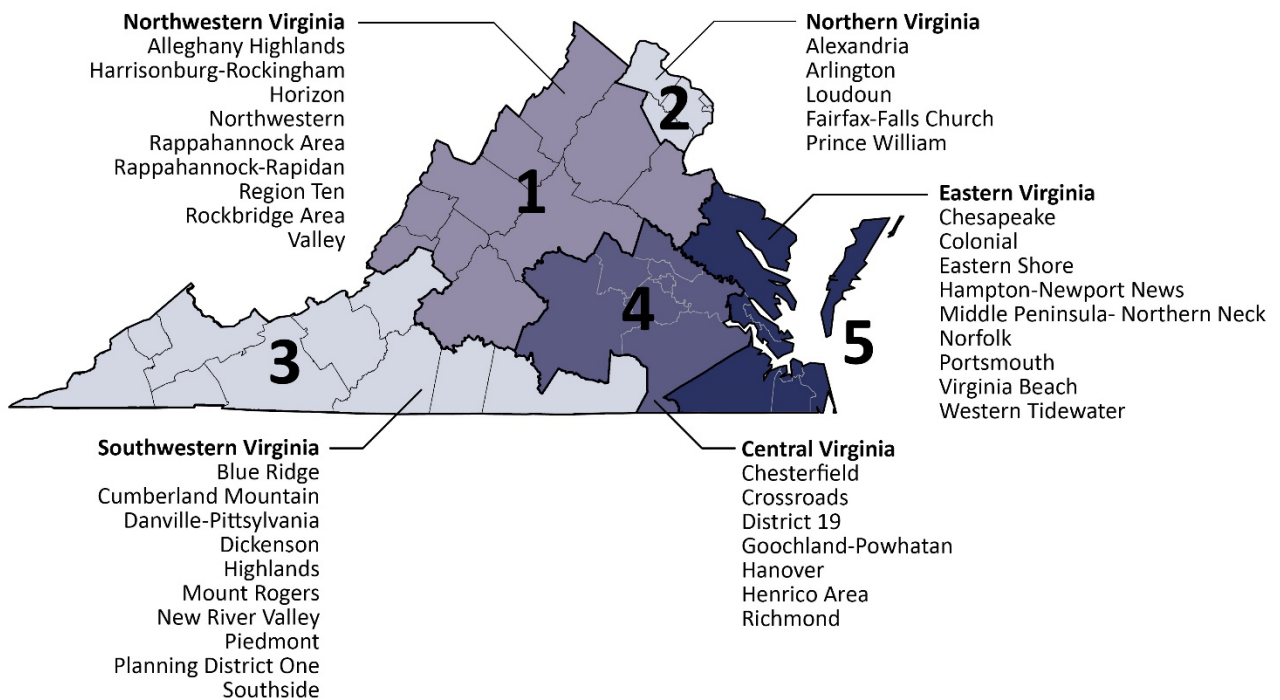 Northwestern Virginia
Alleghany Highlands
Harrisonburg-Rockingham
Horizon
Northwestern
Rappahannock Area
Rappahannock-Rapidan
Region Ten
Rockbridge Area
Valley
Northern Virginia
Alexandria
Arlington
Loudoun
Fairfax-Falls Church
Prince William
Eastern Virginia
Chesapeake
Colonial
Eastern Shore
Hampton-Newport News
Middle Peninsula- Northern Neck
Norfolk
Portsmouth
Virginia Beach
Western Tidewater
1
2
3
4
5
Southwestern Virginia
Blue Ridge
Cumberland Mountain
Danville-Pittsylvania
Dickenson
Highlands
Mount Rogers
New River Valley
Piedmont
Planning District One
Southside
Central Virginia
Chesterfield
Crossroads
District 19
Goochland-Powhatan
Hanover
Henrico Area
Richmond